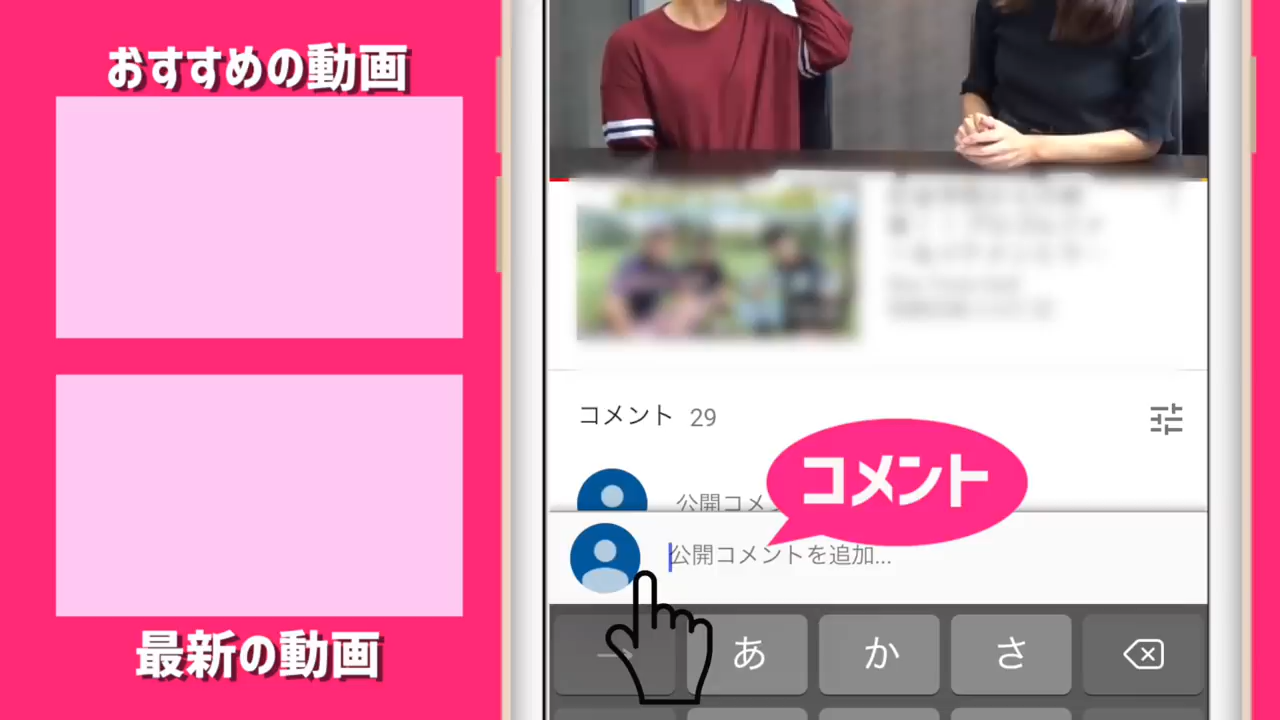 おすすめの動画
最新の動画
コメント 29
公開コメ
コメント
公開コメントを追加...
あ
か
さ